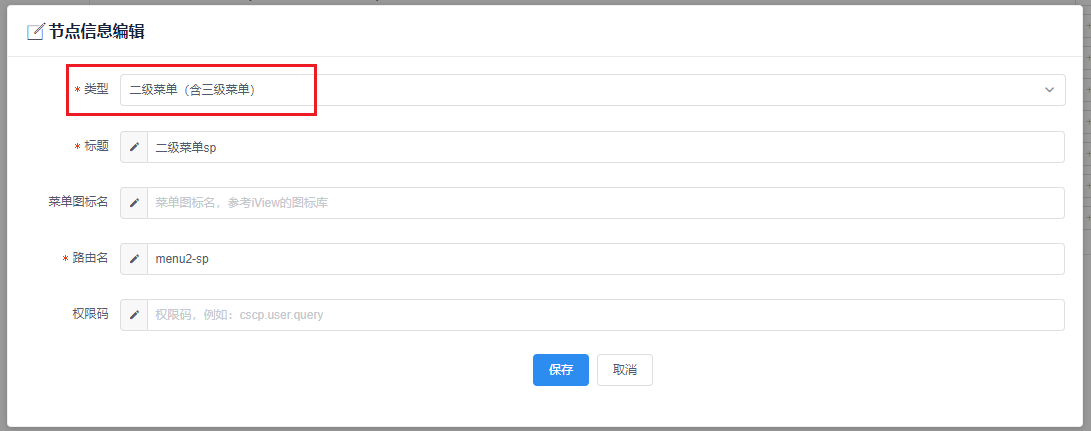 节点信息编辑
* 类型 二级菜单（含三级菜单）
* 标题 二级菜单sp
菜单图标名 菜单图标名，参考iView的图标库
* 路由名 menu2-sp
权限码 权限码，例如：cscp.user.query
保存 取消